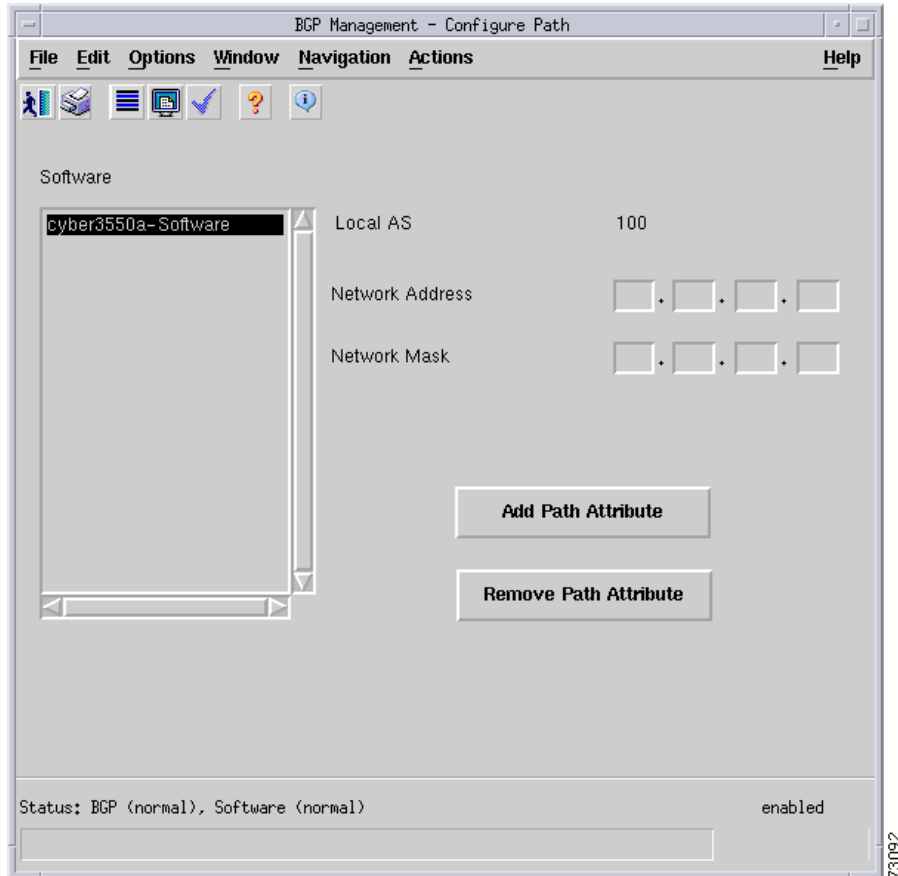 BGP Management - Configure Path
File Edit Options Window Navigation Actions Help
Software
cyber3550a-Software
Local AS 100
Network Address . . .
Network Mask . . .
Add Path Attribute
Remove Path Attribute
Status: BGP (normal), Software (normal) enabled
73092